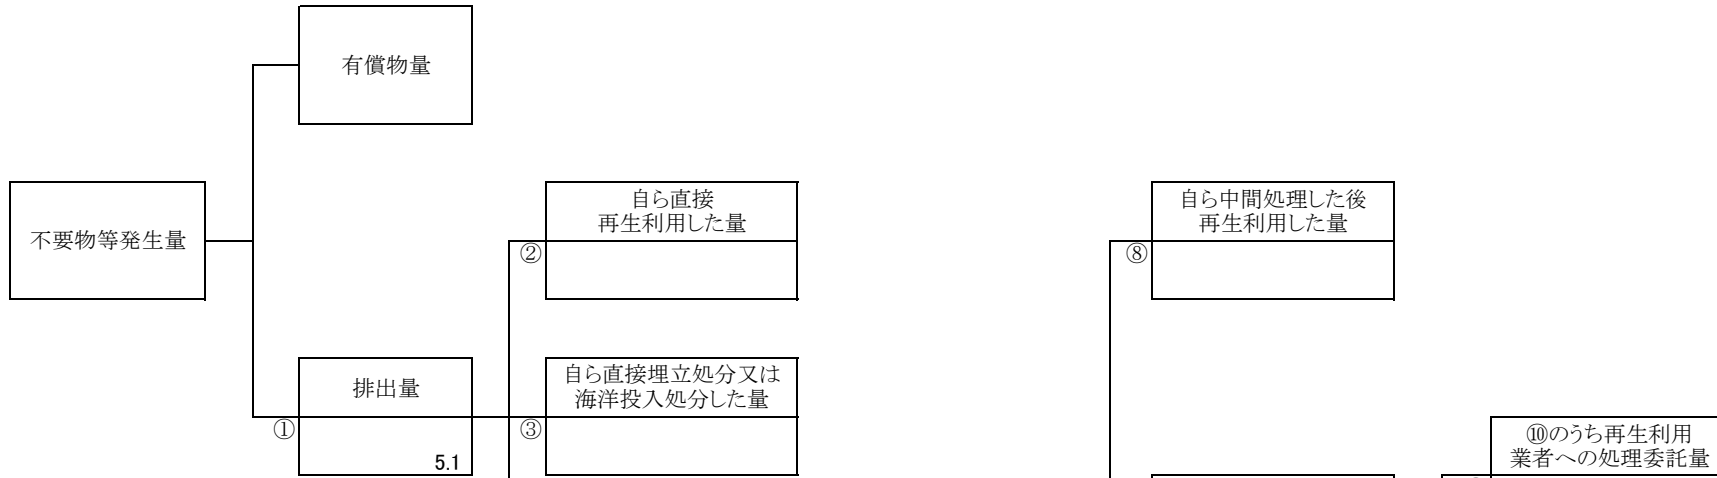 有償物量
不要物等発生量
自ら直接
再生利用した量
②
自ら中間処理した後
再生利用した量
⑧
排出量
①
5.1
自ら直接埋立処分又は
海洋投入処分した量
③
⑩のうち再生利用
業者への処理委託量